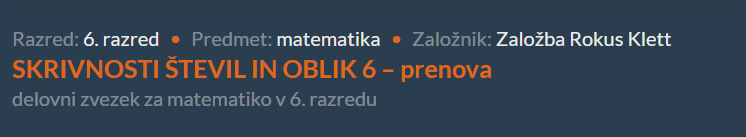 Razred: 6. razred • Predmet: matematika • Založnik: Založba Rokus Klett
SKRIVNOSTI ŠTEVIL IN OBLIK 6 – prenova
delovni zvezek za matematiko v 6. razredu